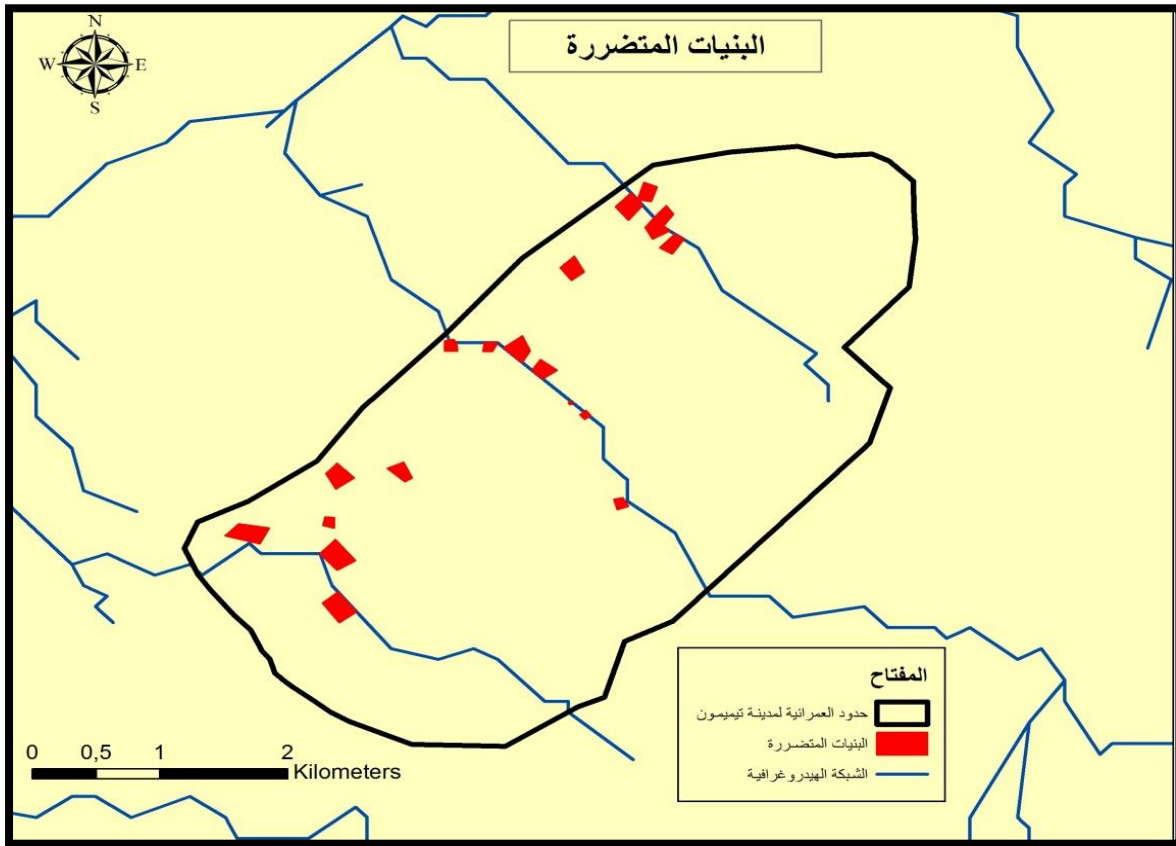 N
W E
S
البنيات المتضررة
المفتاح
حدود العمرانية لمدينة تيميمون
البنيات المتضررة
الشبكة الهيدروغرافية
0 0,5 1 2
Kilometers